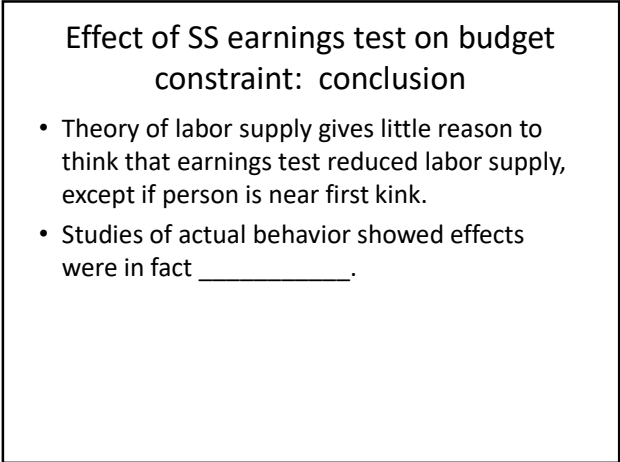 Effect of SS earnings test on budget
constraint:  conclusion
• Theory of labor supply gives little reason to
think that earnings test reduced labor supply,
except if person is near first kink.
• Studies of actual behavior showed effects
were in fact ___________.